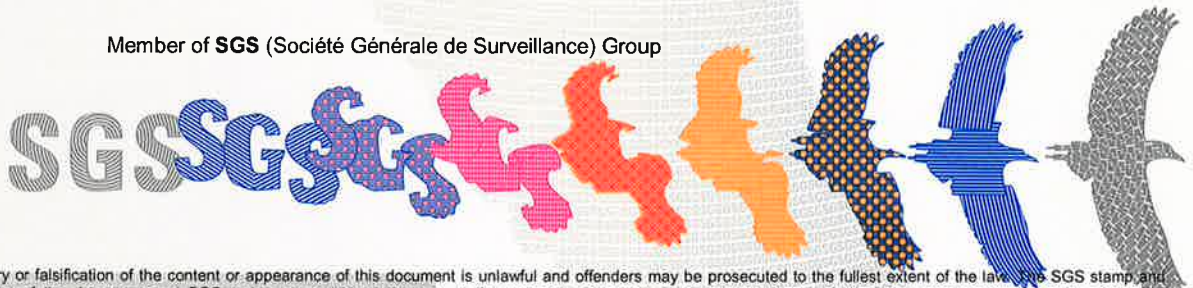 Member of SGS (Société Générale de Surveillance) Group
SGS SGS SGS
ry or falsification of the content or appearance of this document is unlawful and offenders may be prosecuted to the fullest extent of the law. The SGS stamp and